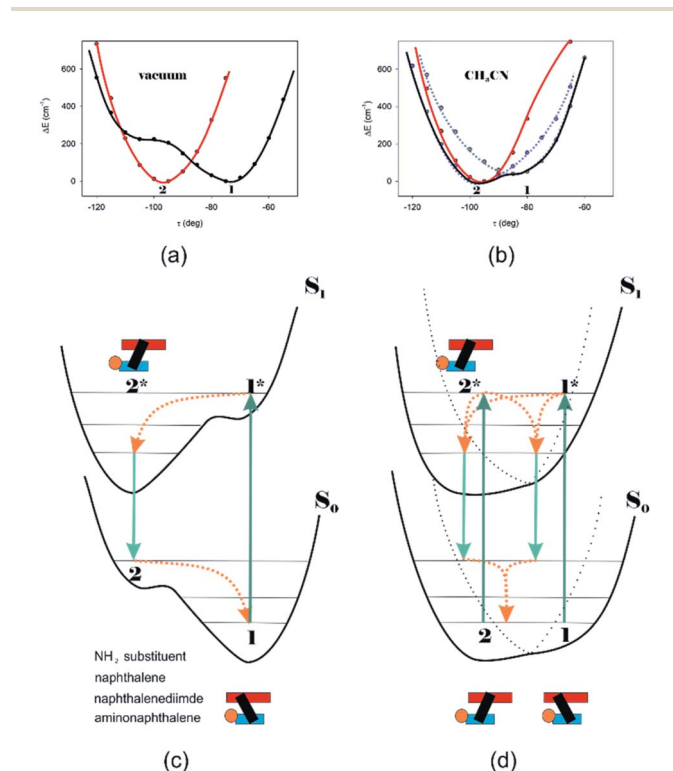 vacuum
CH₃CN
600
400
200
0
ΔE (cm⁻¹)
2
1
-120 -100 -80 -60
τ (deg)
600
400
200
0
ΔE (cm⁻¹)
2
1
-120 -100 -80 -60
τ (deg)
(a)
(b)
S₁
S₁
2*
1*
2*
1*
S₀
S₀
2
1
2
1
NH₂ substituent
naphthalene
naphthalenediimde
aminonaphthalene
(c)
(d)